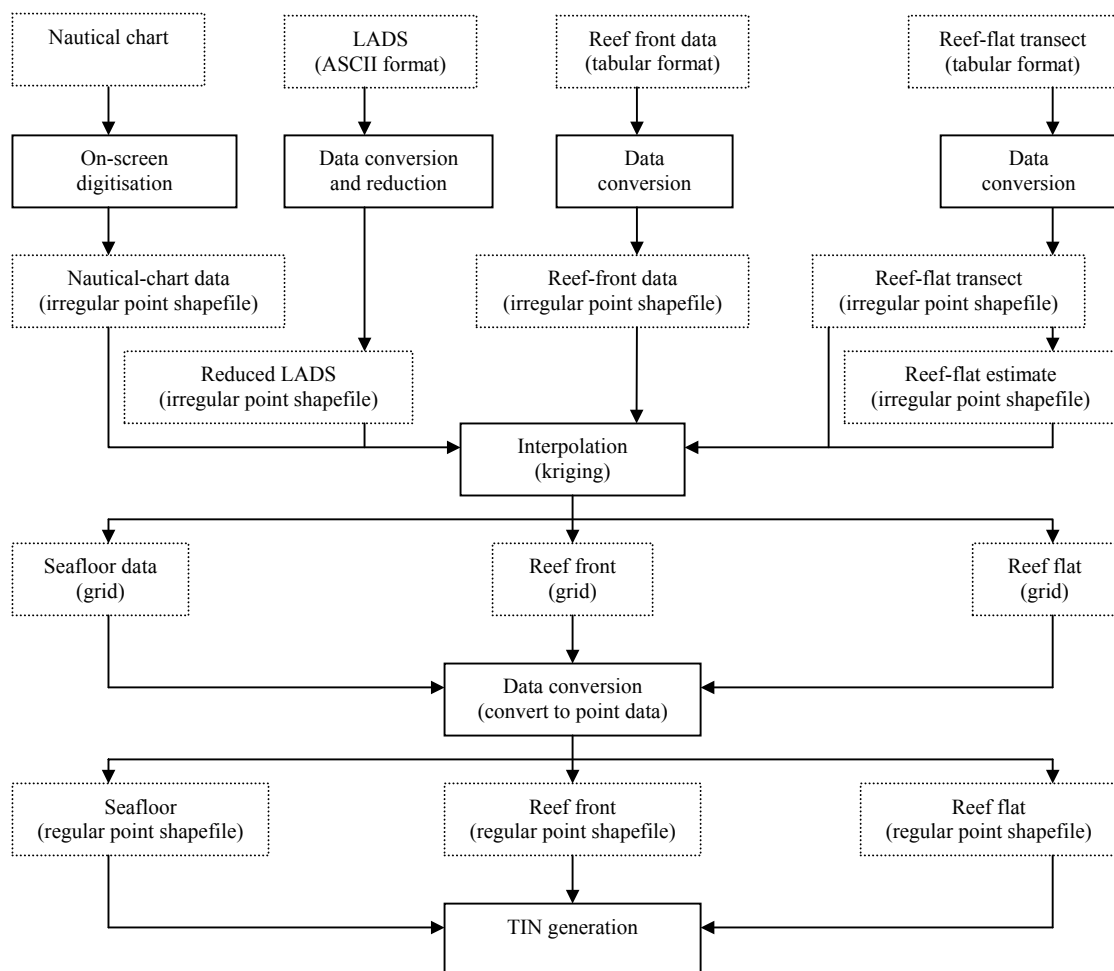 Nautical chart
LADS
(ASCII format)
Reef front data
(tabular format)
Reef-flat transect
(tabular format)
On-screen
digitisation
Data conversion
and reduction
Data
conversion
Data
conversion
Nautical-chart data
(irregular point shapefile)
Reef-front data
(irregular point shapefile)
Reef-flat transect
(irregular point shapefile)
Reduced LADS
(irregular point shapefile)
Reef-flat estimate
(irregular point shapefile)
Interpolation
(kriging)
Seafloor data
(grid)
Reef front
(grid)
Reef flat
(grid)
Data conversion
(convert to point data)
Seafloor
(regular point shapefile)
Reef front
(regular point shapefile)
Reef flat
(regular point shapefile)
TIN generation